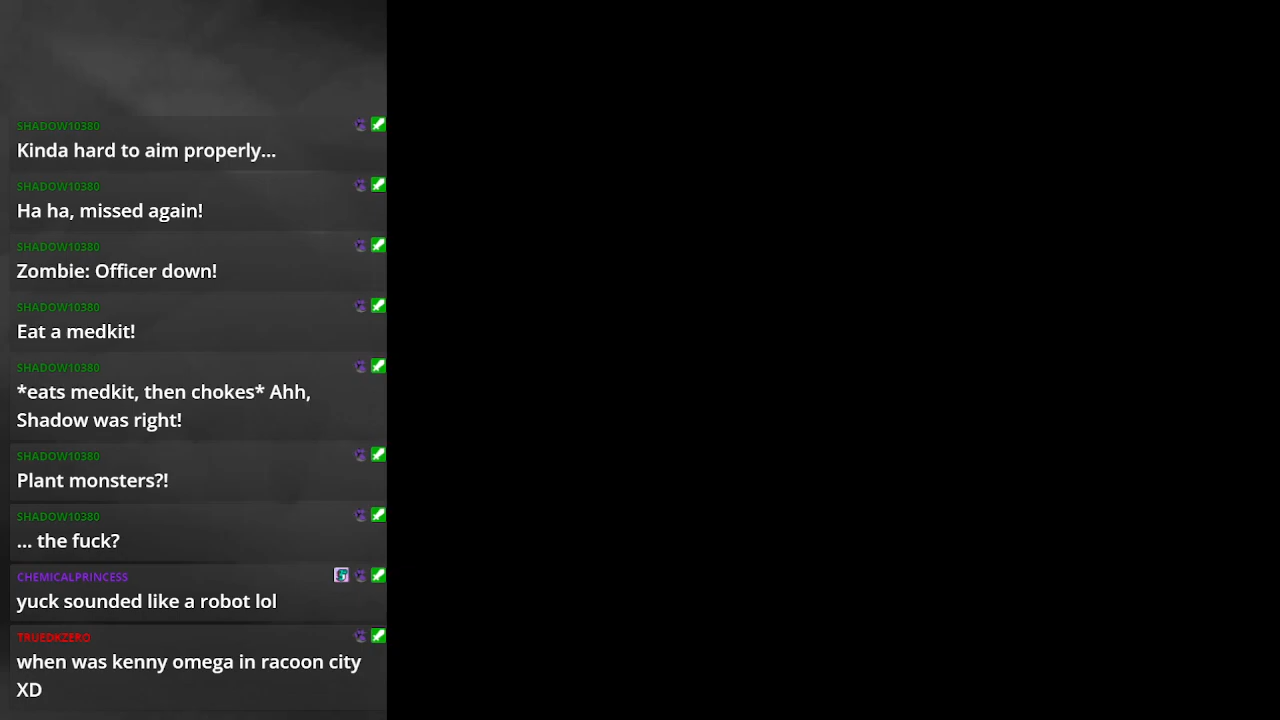 SHADOW10380
Kinda hard to aim properly...
SHADOW10380
Ha ha, missed again!
SHADOW10380
Zombie: Officer down!
SHADOW10380
Eat a medkit!
SHADOW10380
*eats medkit, then chokes* Ahh,
Shadow was right!
SHADOW10380
Plant monsters?!
SHADOW10380
... the fuck?
CHEMICALPRINCESS
yuck sounded like a robot lol
TRUEDKZERO
when was kenny omega in racoon city
XD